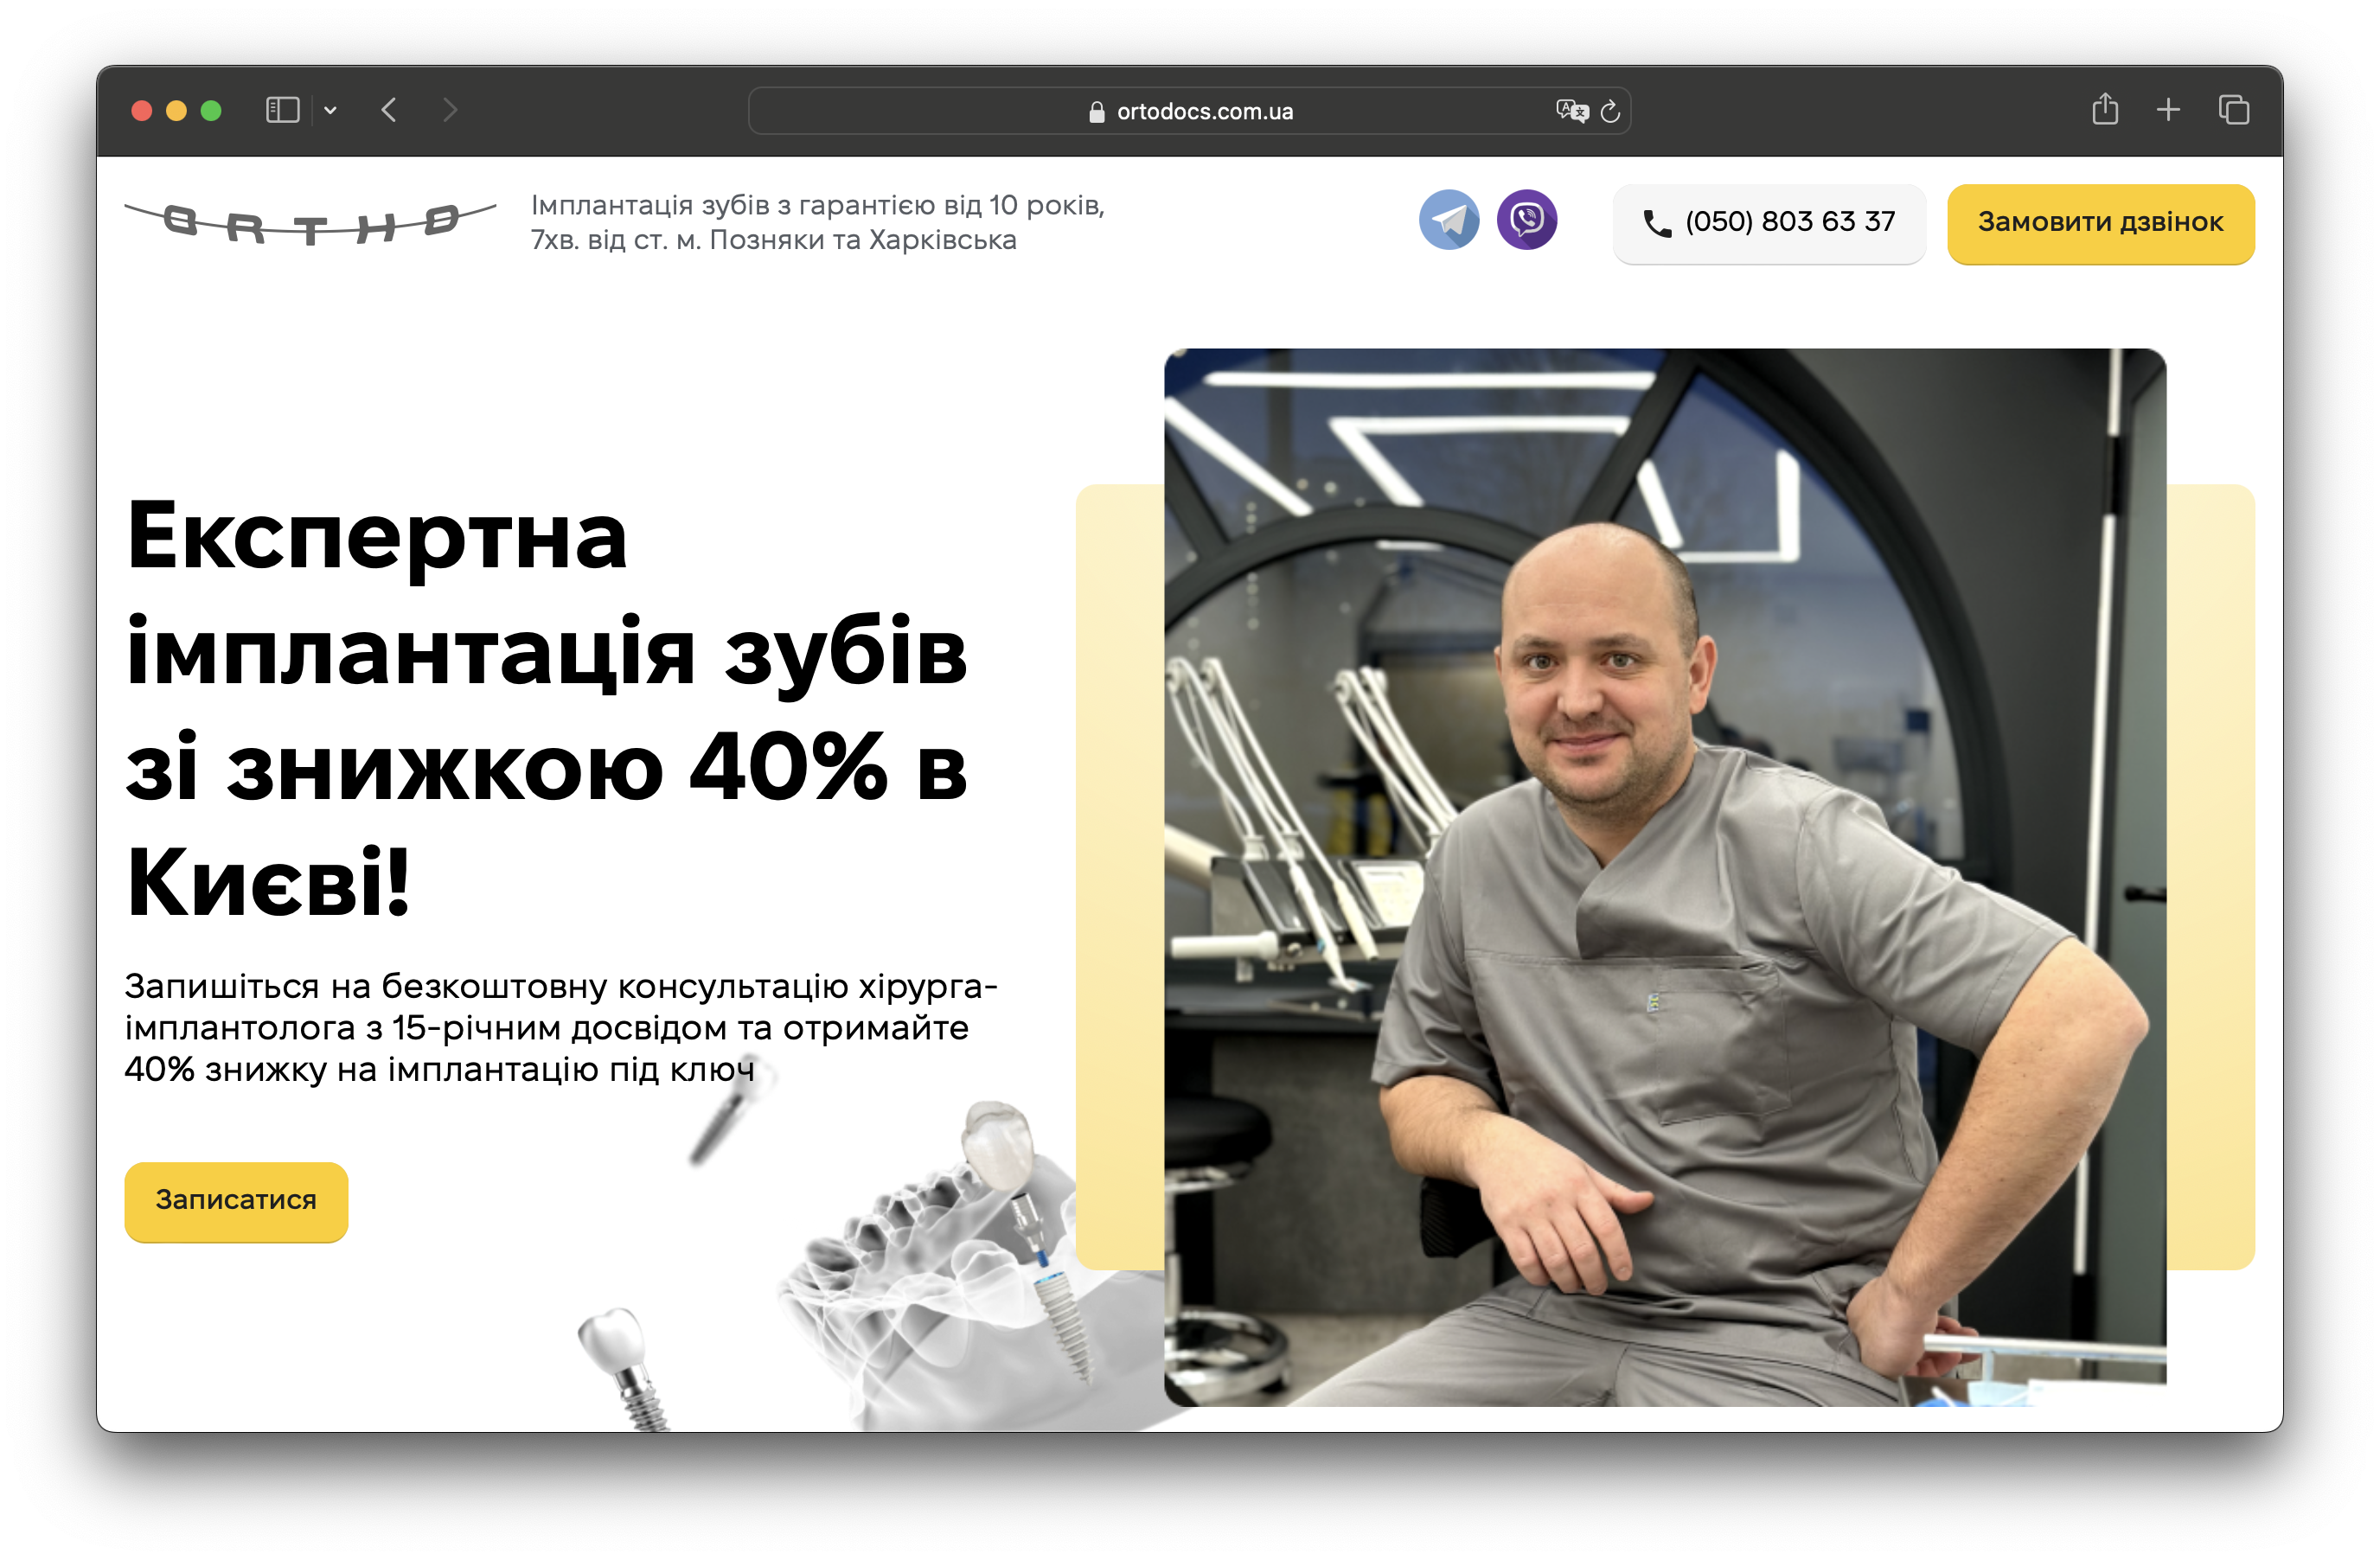 ortodocs.com.ua
ORTHO
Імплантація зубів з гарантією від 10 років,
7хв. від ст. м. Позняки та Харківська
(050) 803 63 37
Замовити дзвінок
Експертна
імплантація зубів
зі знижкою 40% в
Києві!
Запишіться на безкоштовну консультацію хірурга-
імплантолога з 15-річним досвідом та отримайте
40% знижку на імплантацію під ключ
Записатися